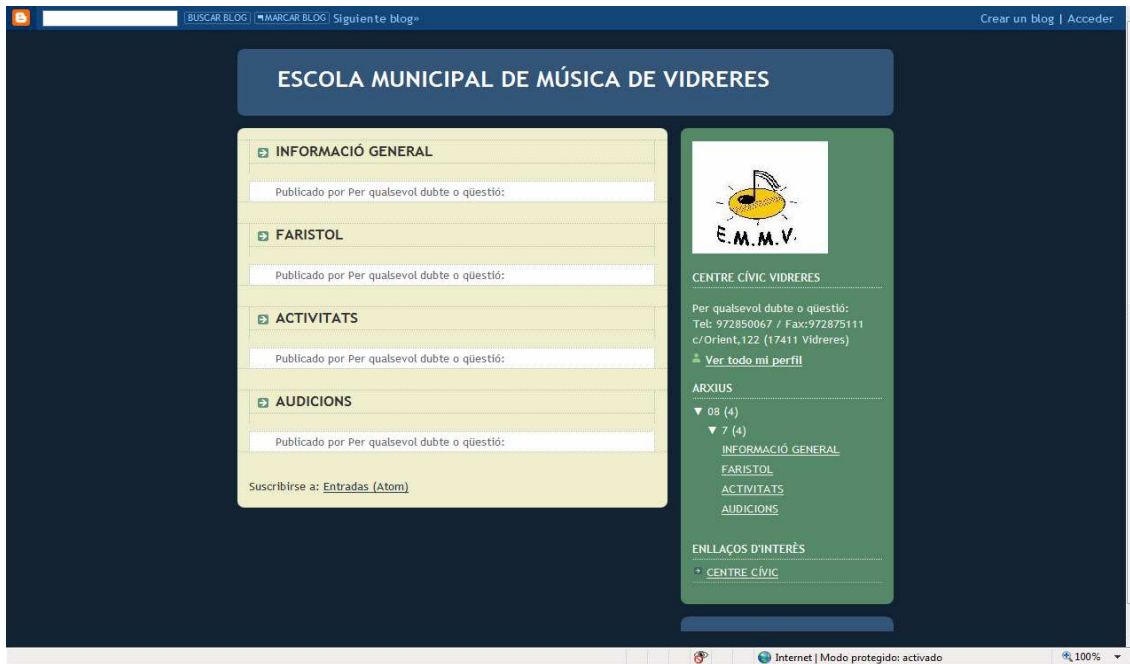 BUSCAR BLOG MARCAR BLOG Siguiente blog»
Crear un blog | Acceder
ESCOLA MUNICIPAL DE MÚSICA DE VIDRERES
INFORMACIÓ GENERAL
Publicado por Per qualsevol dubte o qüestió:
FARISTOL
Publicado por Per qualsevol dubte o qüestió:
ACTIVITATS
Publicado por Per qualsevol dubte o qüestió:
AUDICIONS
Publicado por Per qualsevol dubte o qüestió:
Suscribirse a: Entradas (Atom)
E.M.M.V.
CENTRE CÍVIC VIDRERES
Per qualsevol dubte o qüestió:
Tel: 972850067 / Fax:972875111
c/Orient,122 (17411 Vidreres)
Ver todo mi perfil
ARXIUS
▼ 08 (4)
▼ 7 (4)
INFORMACIÓ GENERAL
FARISTOL
ACTIVITATS
AUDICIONS
ENLLAÇOS D'INTERÈS
CENTRE CÍVIC
Internet | Modo protegido: activado
100%